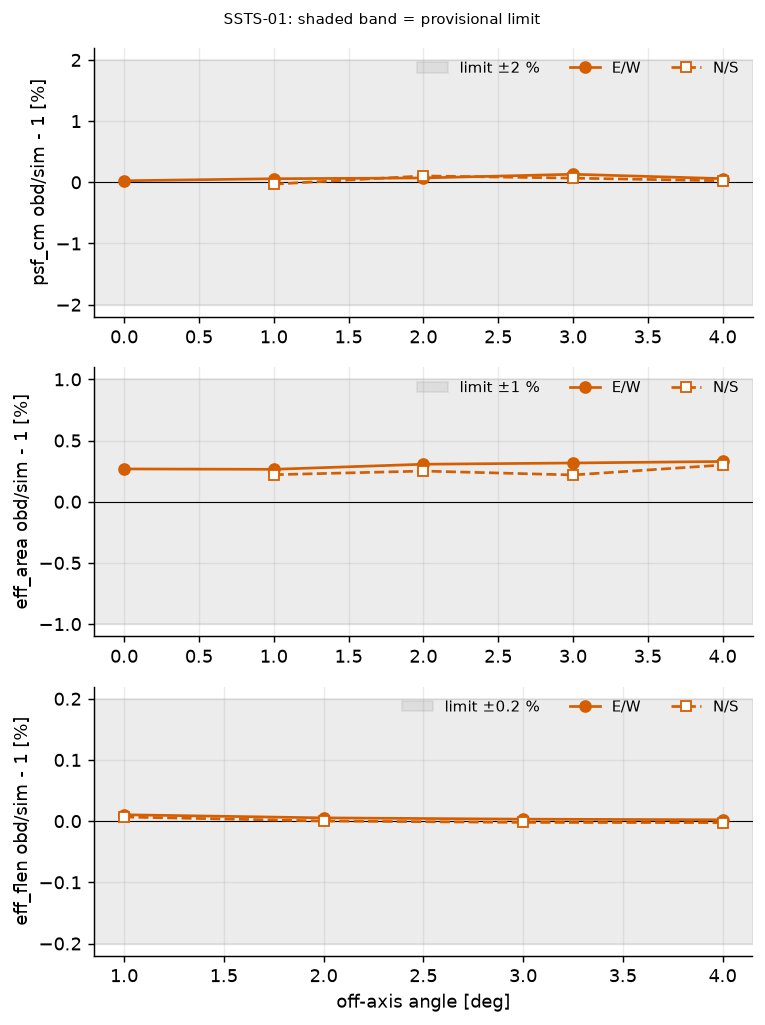 SSTS-01: shaded band = provisional limit
psf_cm obd/sim - 1 [%]
2
1
0
−1
−2
limit ±2 %
E/W
N/S
0.0 0.5 1.0 1.5 2.0 2.5 3.0 3.5 4.0
eff_area obd/sim - 1 [%]
1.0
0.5
0.0
−0.5
−1.0
limit ±1 %
E/W
N/S
0.0 0.5 1.0 1.5 2.0 2.5 3.0 3.5 4.0
eff_flen obd/sim - 1 [%]
0.2
0.1
0.0
−0.1
−0.2
limit ±0.2 %
E/W
N/S
1.0 1.5 2.0 2.5 3.0 3.5 4.0
off-axis angle [deg]